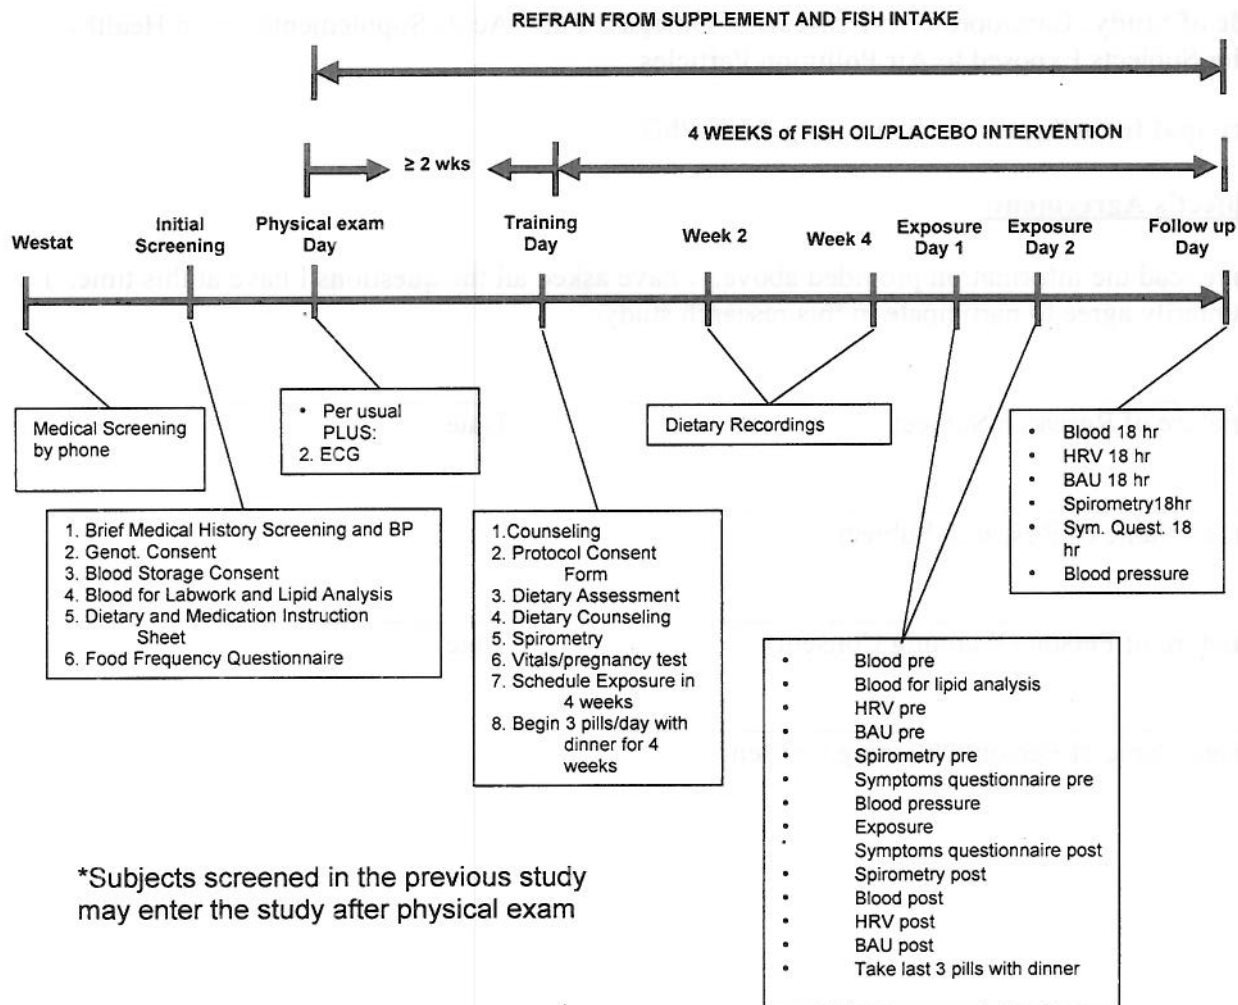 REFRAIN FROM SUPPLEMENT AND FISH INTAKE
4 WEEKS of FISH OIL/PLACEBO INTERVENTION
≥ 2 wks
Westat
Initial
Screening
Physical exam
Day
Training
Day
Week 2
Week 4
Exposure
Day 1
Exposure
Day 2
Follow up
Day
Medical Screening
by phone
• Per usual
PLUS:
2. ECG
Dietary Recordings
• Blood 18 hr
• HRV 18 hr
• BAU 18 hr
• Spirometry18hr
• Sym. Quest. 18
hr
• Blood pressure
1. Brief Medical History Screening and BP
2. Genot. Consent
3. Blood Storage Consent
4. Blood for Labwork and Lipid Analysis
5. Dietary and Medication Instruction
Sheet
6. Food Frequency Questionnaire
1.Counseling
2. Protocol Consent
Form
3. Dietary Assessment
4. Dietary Counseling
5. Spirometry
6. Vitals/pregnancy test
7. Schedule Exposure in
4 weeks
8. Begin 3 pills/day with
dinner for 4
weeks
• Blood pre
• Blood for lipid analysis
• HRV pre
• BAU pre
• Spirometry pre
• Symptoms questionnaire pre
• Blood pressure
• Exposure
• Symptoms questionnaire post
• Spirometry post
• Blood post
• HRV post
• BAU post
• Take last 3 pills with dinner
*Subjects screened in the previous study
may enter the study after physical exam